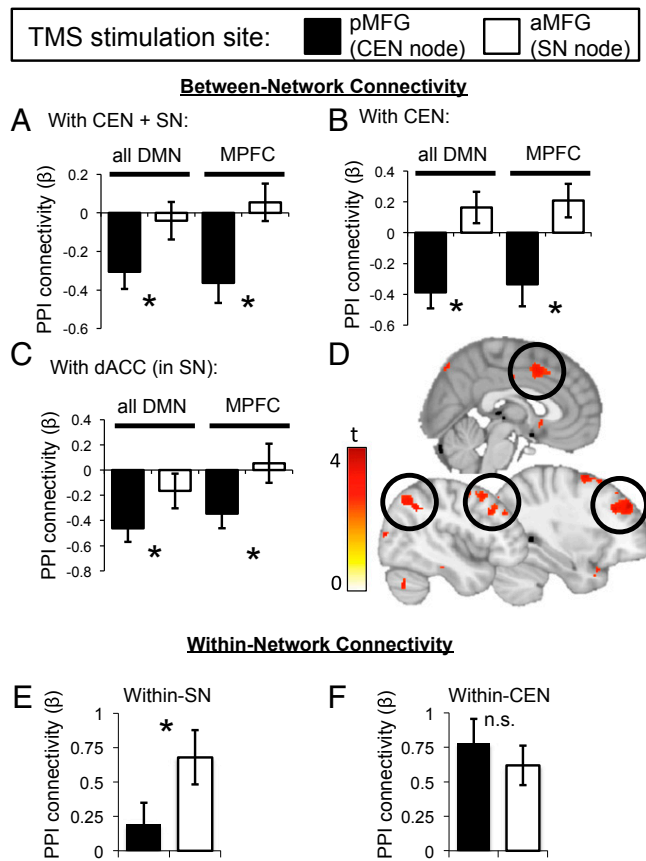 TMS stimulation site:
pMFG
(CEN node)
aMFG
(SN node)
Between-Network Connectivity
A
With CEN + SN:
all DMN
MPFC
PPI connectivity (β)
0.2
0
-0.2
-0.4
-0.6
*
*
B
With CEN:
all DMN
MPFC
PPI connectivity (β)
0.4
0.2
0
-0.2
-0.4
-0.6
*
*
C
With dACC (in SN):
all DMN
MPFC
PPI connectivity (β)
0.4
0.2
0
-0.2
-0.4
-0.6
-0.8
*
*
D
t
4
0
Within-Network Connectivity
E
Within-SN
PPI connectivity (β)
1
0.75
0.5
0.25
0
*
F
Within-CEN
n.s.
PPI connectivity (β)
1
0.75
0.5
0.25
0